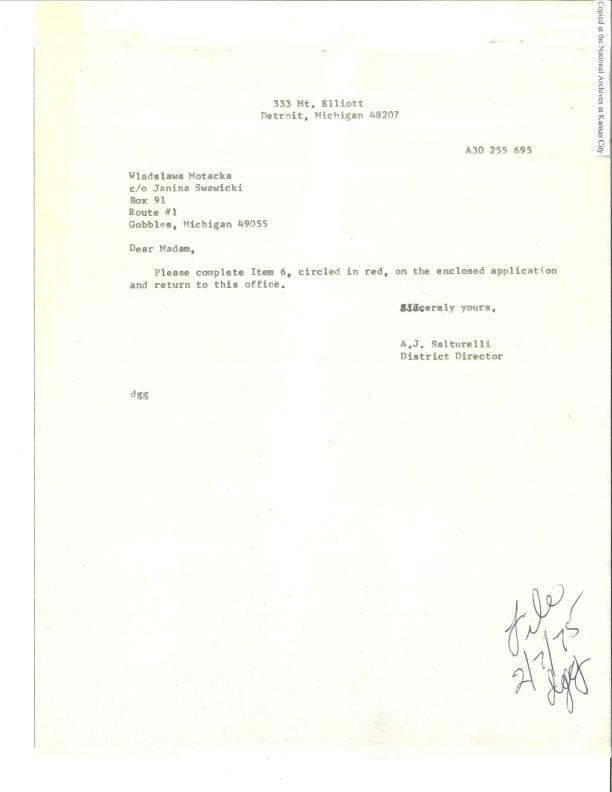 Copied at the National Archives at Kansas City
333 Mt. Elliott
Detroit, Michigan 48207
A30 255 695
Wladslawa Motacka
c/o Janina Swawicki
Box 91
Route #1
Gobbles, Michigan 49055
Dear Madam,
Please complete Item 6, circled in red, on the enclosed application
and return to this office.
Sincerely yours,
A.J. Salturelli
District Director
dgg
File
2/7/75
dgg